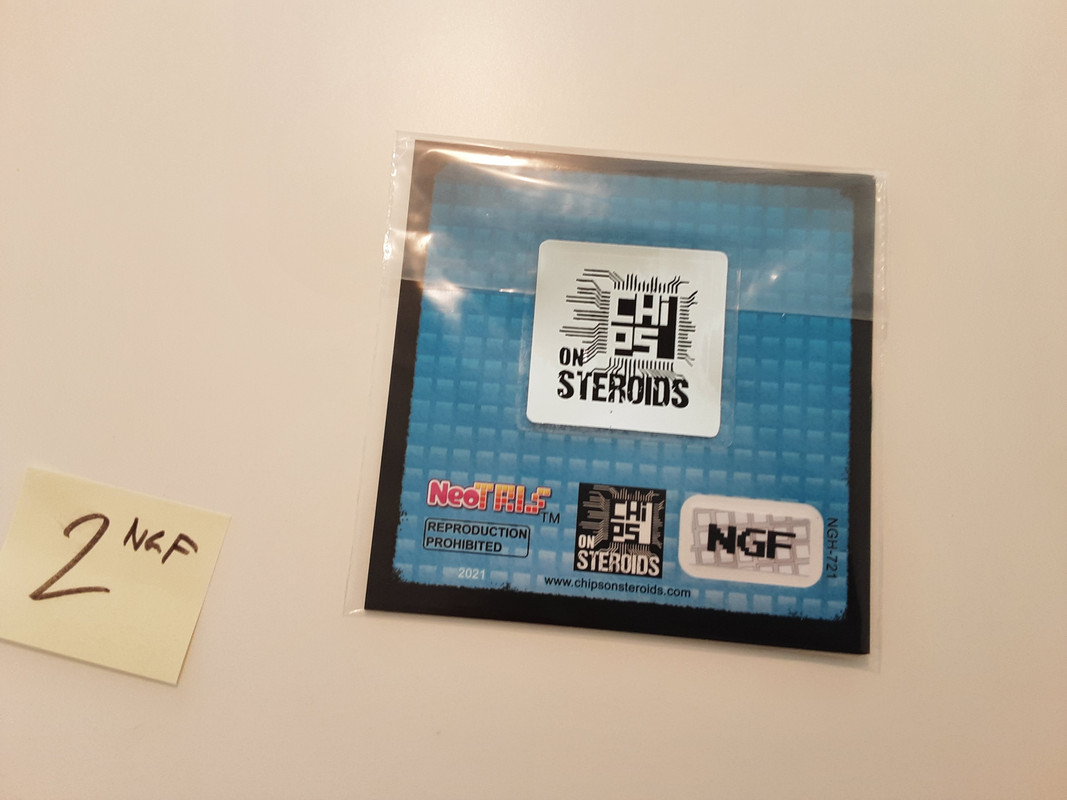 CHiPS
ON
STEROIDS
NeoTRIS™
REPRODUCTION
PROHIBITED
2021
CHiPS
ON
STEROIDS
www.chipsonsteroids.com
NGF
NGH-721
2 NGF